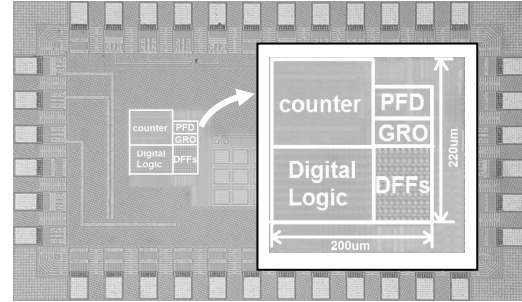 counter
PFD
GRO
Digital
Logic
DFFs
counter
PFD
GRO
Digital
Logic
DFFs
220um
200um